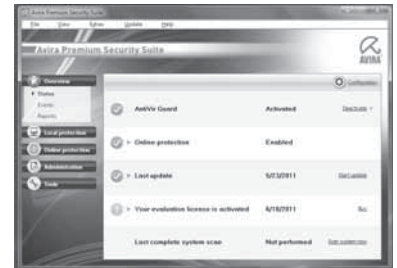 Avira Premium Security Suite
File View Extras Update Help
Avira Premium Security Suite
AVIRA
Overview
Configuration
Status
Events
Reports
Local protection
Online protection
Administration
Tools
AntiVir Guard Activated Deactivate
Online protection Enabled
Last update 5/23/2011 Start update
Your evaluation license is activated 6/18/2011 Buy
Last complete system scan Not performed Scan system now